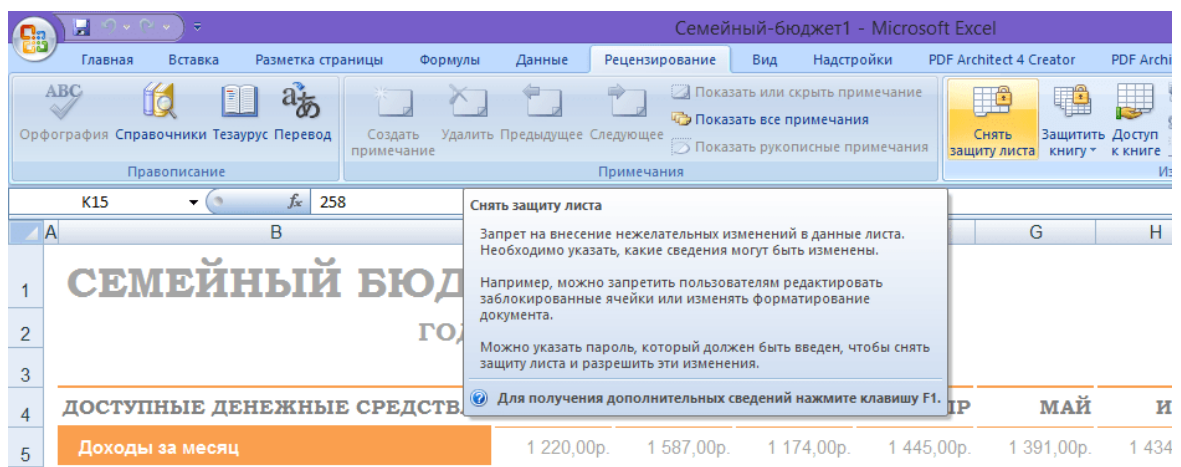 Семейный-бюджет1 - Microsoft Excel
Главная Вставка Разметка страницы Формулы Данные Рецензирование Вид Надстройки PDF Architect 4 Creator PDF Archi
ABC
Орфография Справочники Тезаурус Перевод
Правописание
Создать примечание
Удалить Предыдущее Следующее
Показать или скрыть примечание
Показать все примечания
Показать рукописные примечания
Примечания
Снять защиту листа
Защитить книгу
Доступ к книге
K15 fx 258
Снять защиту листа
Запрет на внесение нежелательных изменений в данные листа.
Необходимо указать, какие сведения могут быть изменены.
Например, можно запретить пользователям редактировать
заблокированные ячейки или изменять форматирование
документа.
Можно указать пароль, который должен быть введен, чтобы снять
защиту листа и разрешить эти изменения.
Для получения дополнительных сведений нажмите клавишу F1.
A B G H
1 СЕМЕЙНЫЙ БЮД
2 ГОД
3
4 ДОСТУПНЫЕ ДЕНЕЖНЫЕ СРЕДСТВ МАЙ
5 Доходы за месяц 1 220,00р. 1 587,00р. 1 174,00р. 1 445,00р. 1 391,00р. 1 434